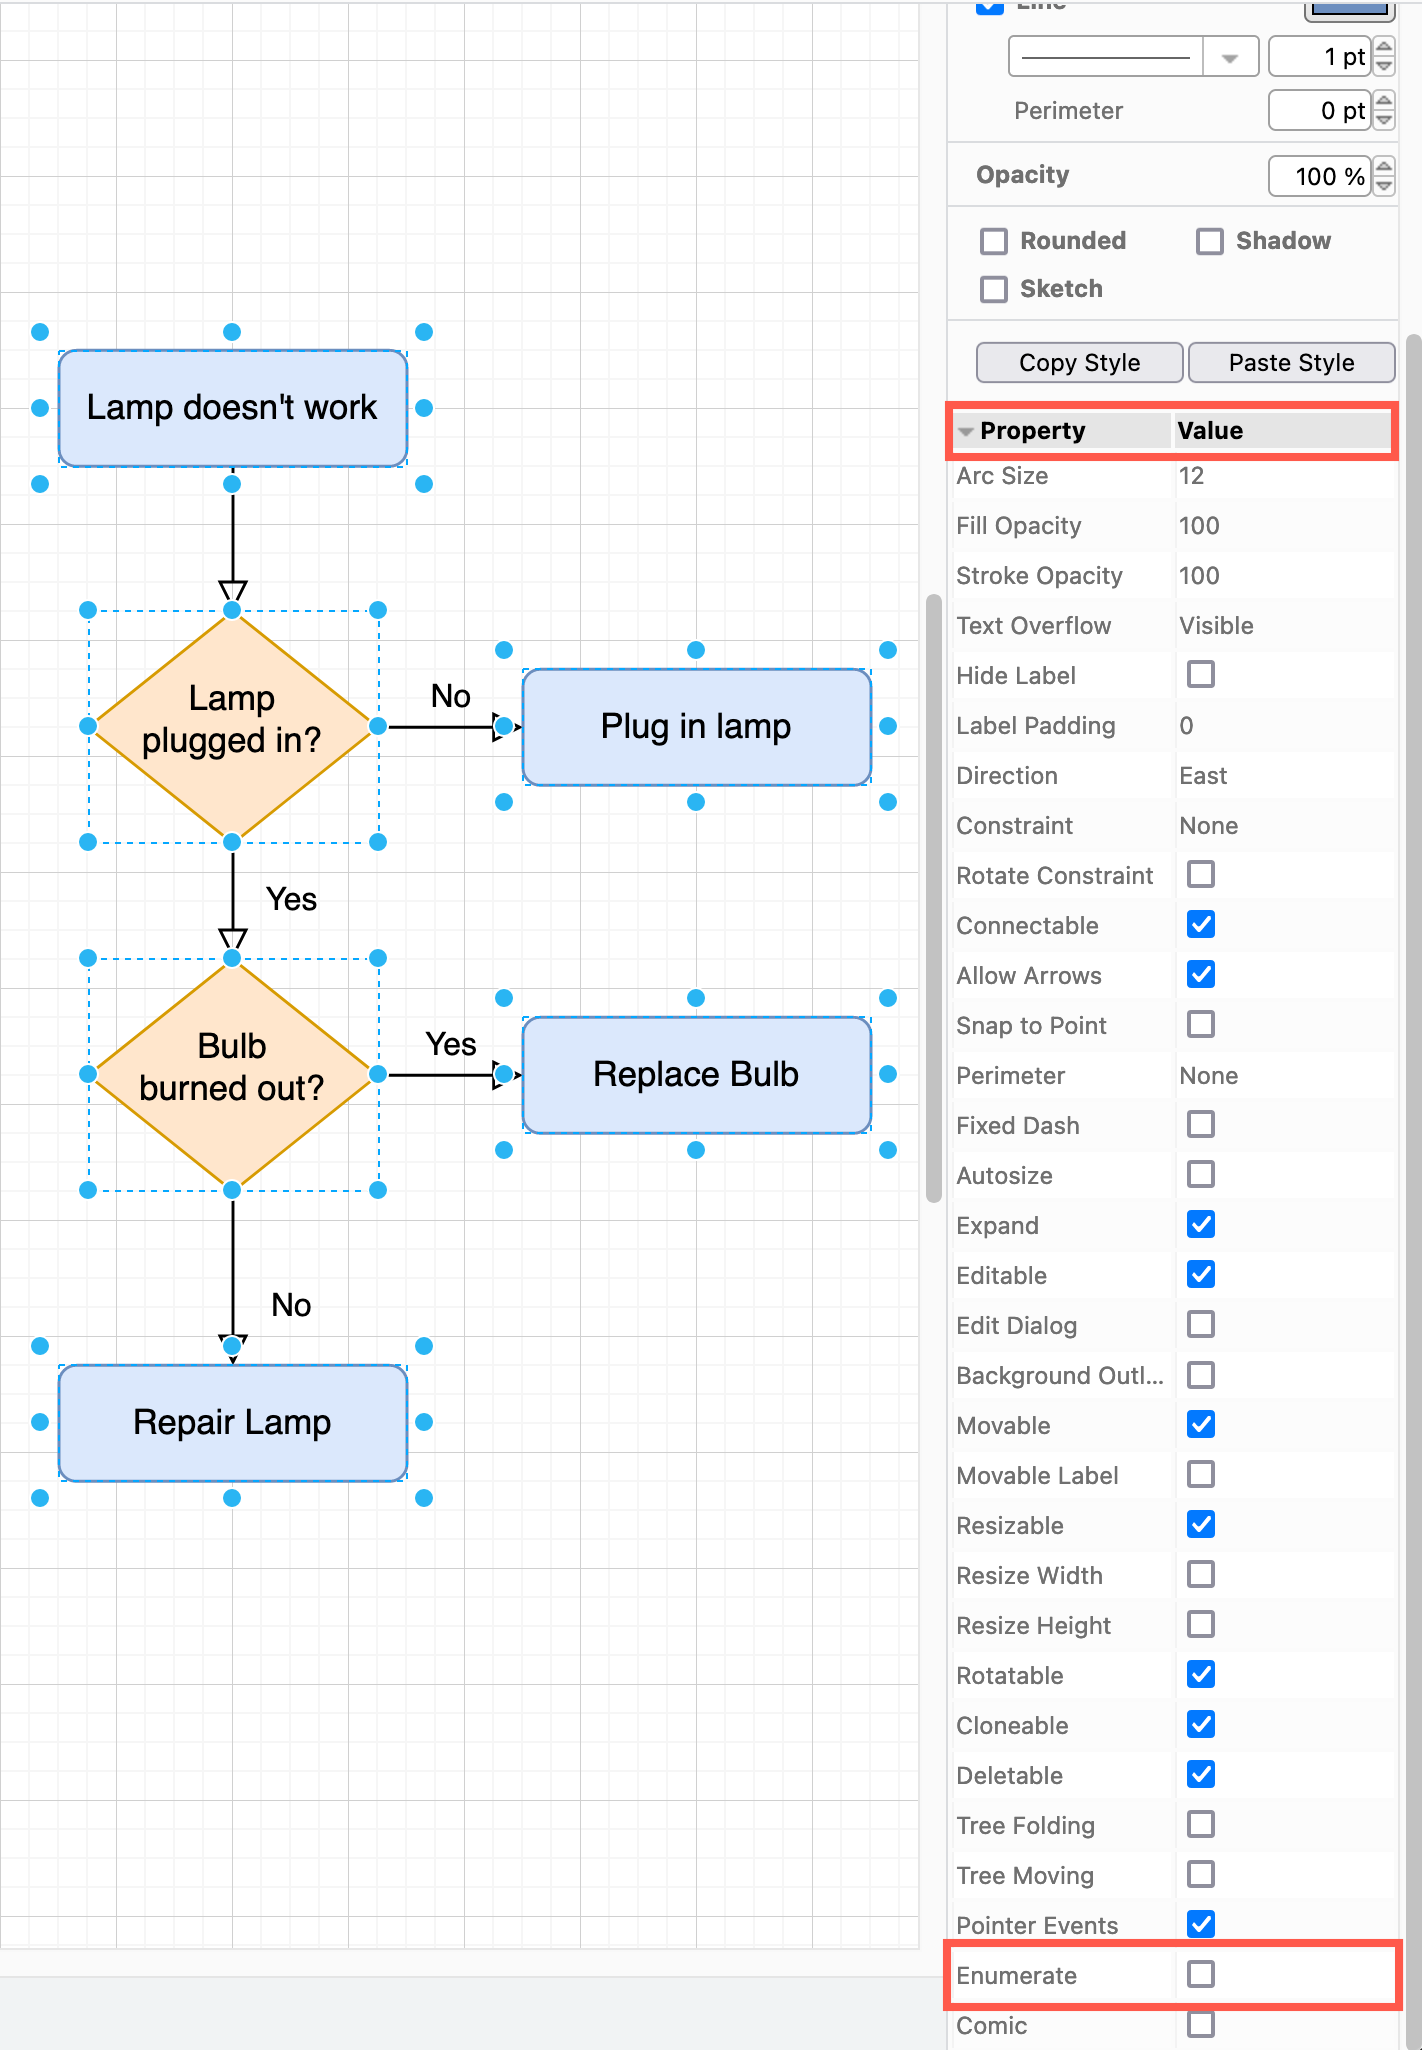 Lamp doesn't work
Lamp
plugged in?
No
Plug in lamp
Yes
Bulb
burned out?
Yes
Replace Bulb
No
Repair Lamp
Line
1 pt
Perimeter
0 pt
Opacity
100 %
Rounded
Shadow
Sketch
Copy Style
Paste Style
Property Value
Arc Size 12
Fill Opacity 100
Stroke Opacity 100
Text Overflow Visible
Hide Label
Label Padding 0
Direction East
Constraint None
Rotate Constraint
Connectable
Allow Arrows
Snap to Point
Perimeter None
Fixed Dash
Autosize
Expand
Editable
Edit Dialog
Background Outl...
Movable
Movable Label
Resizable
Resize Width
Resize Height
Rotatable
Cloneable
Deletable
Tree Folding
Tree Moving
Pointer Events
Enumerate
Comic